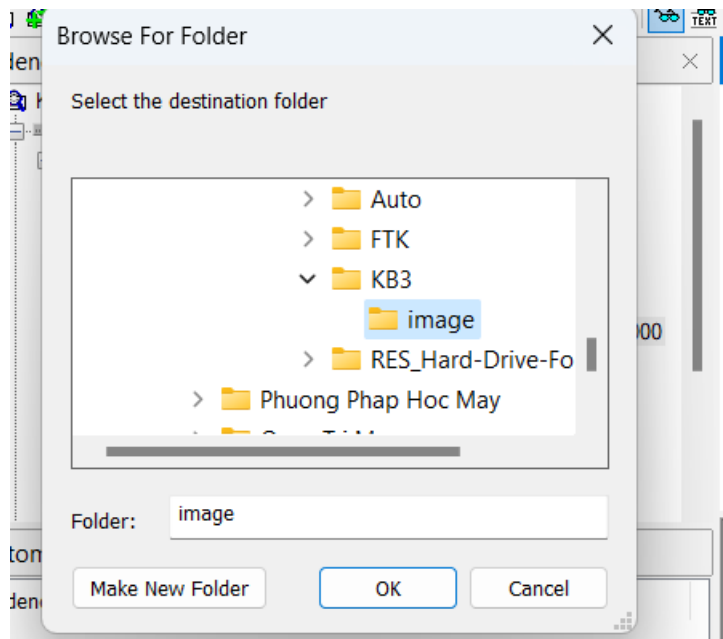 TEXT
Browse For Folder
Select the destination folder
Auto
FTK
KB3
image
RES_Hard-Drive-Fo
Phuong Phap Hoc May
Folder: image
Make New Folder OK Cancel